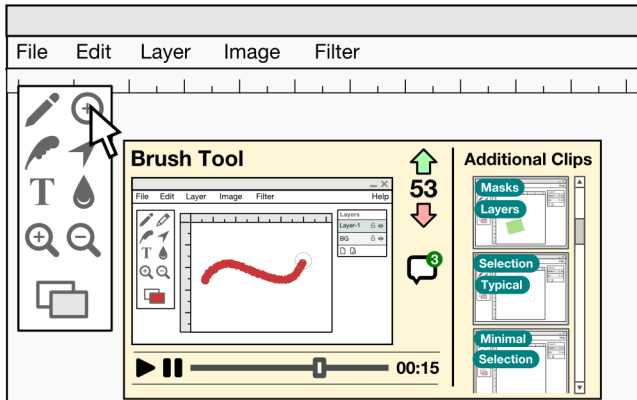 File Edit Layer Image Filter
T
Brush Tool
53
3
File Edit Layer Image Filter Help
T
Layers
Layer-1
BG
00:15
Additional Clips
Masks
Layers
Selection
Typical
Minimal
Selection